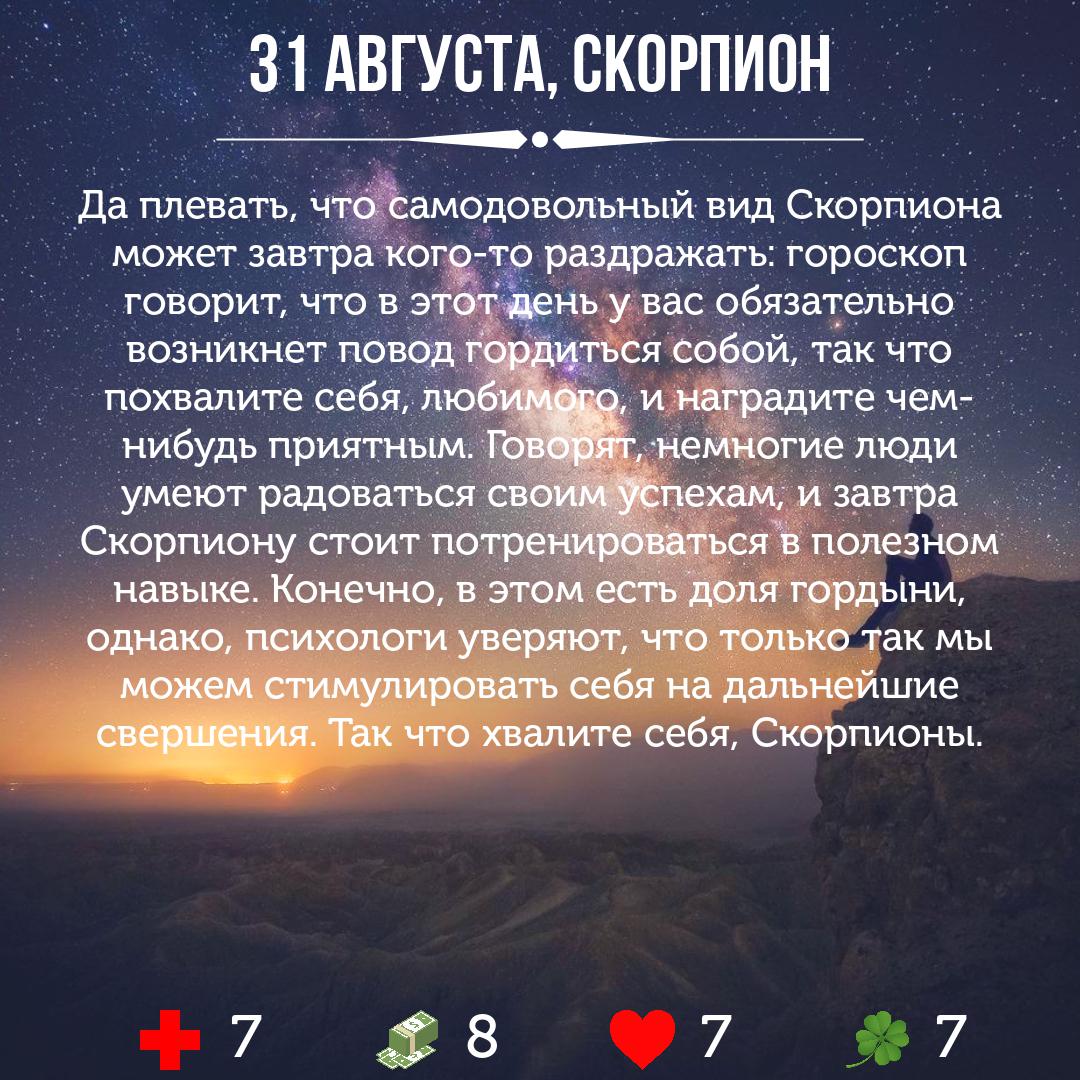 31 АВГУСТА, СКОРПИОН
Да плевать, что самодовольный вид Скорпиона
может завтра кого-то раздражать: гороскоп
говорит, что в этот день у вас обязательно
возникнет повод гордиться собой, так что
похвалите себя, любимого, и наградите чем-
нибудь приятным. Говорят, немногие люди
умеют радоваться своим успехам, и завтра
Скорпиону стоит потренироваться в полезном
навыке. Конечно, в этом есть доля гордыни,
однако, психологи уверяют, что только так мы
можем стимулировать себя на дальнейшие
свершения. Так что хвалите себя, Скорпионы.
7 8 7 7